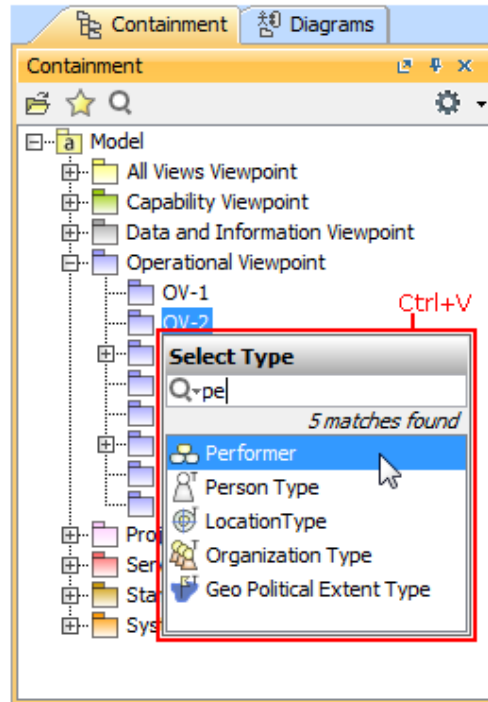 Containment Diagrams
Containment
Model
All Views Viewpoint
Capability Viewpoint
Data and Information Viewpoint
Operational Viewpoint
OV-1
OV-2
Ctrl+V
Select Type
pe
5 matches found
Performer
Person Type
LocationType
Organization Type
Geo Political Extent Type